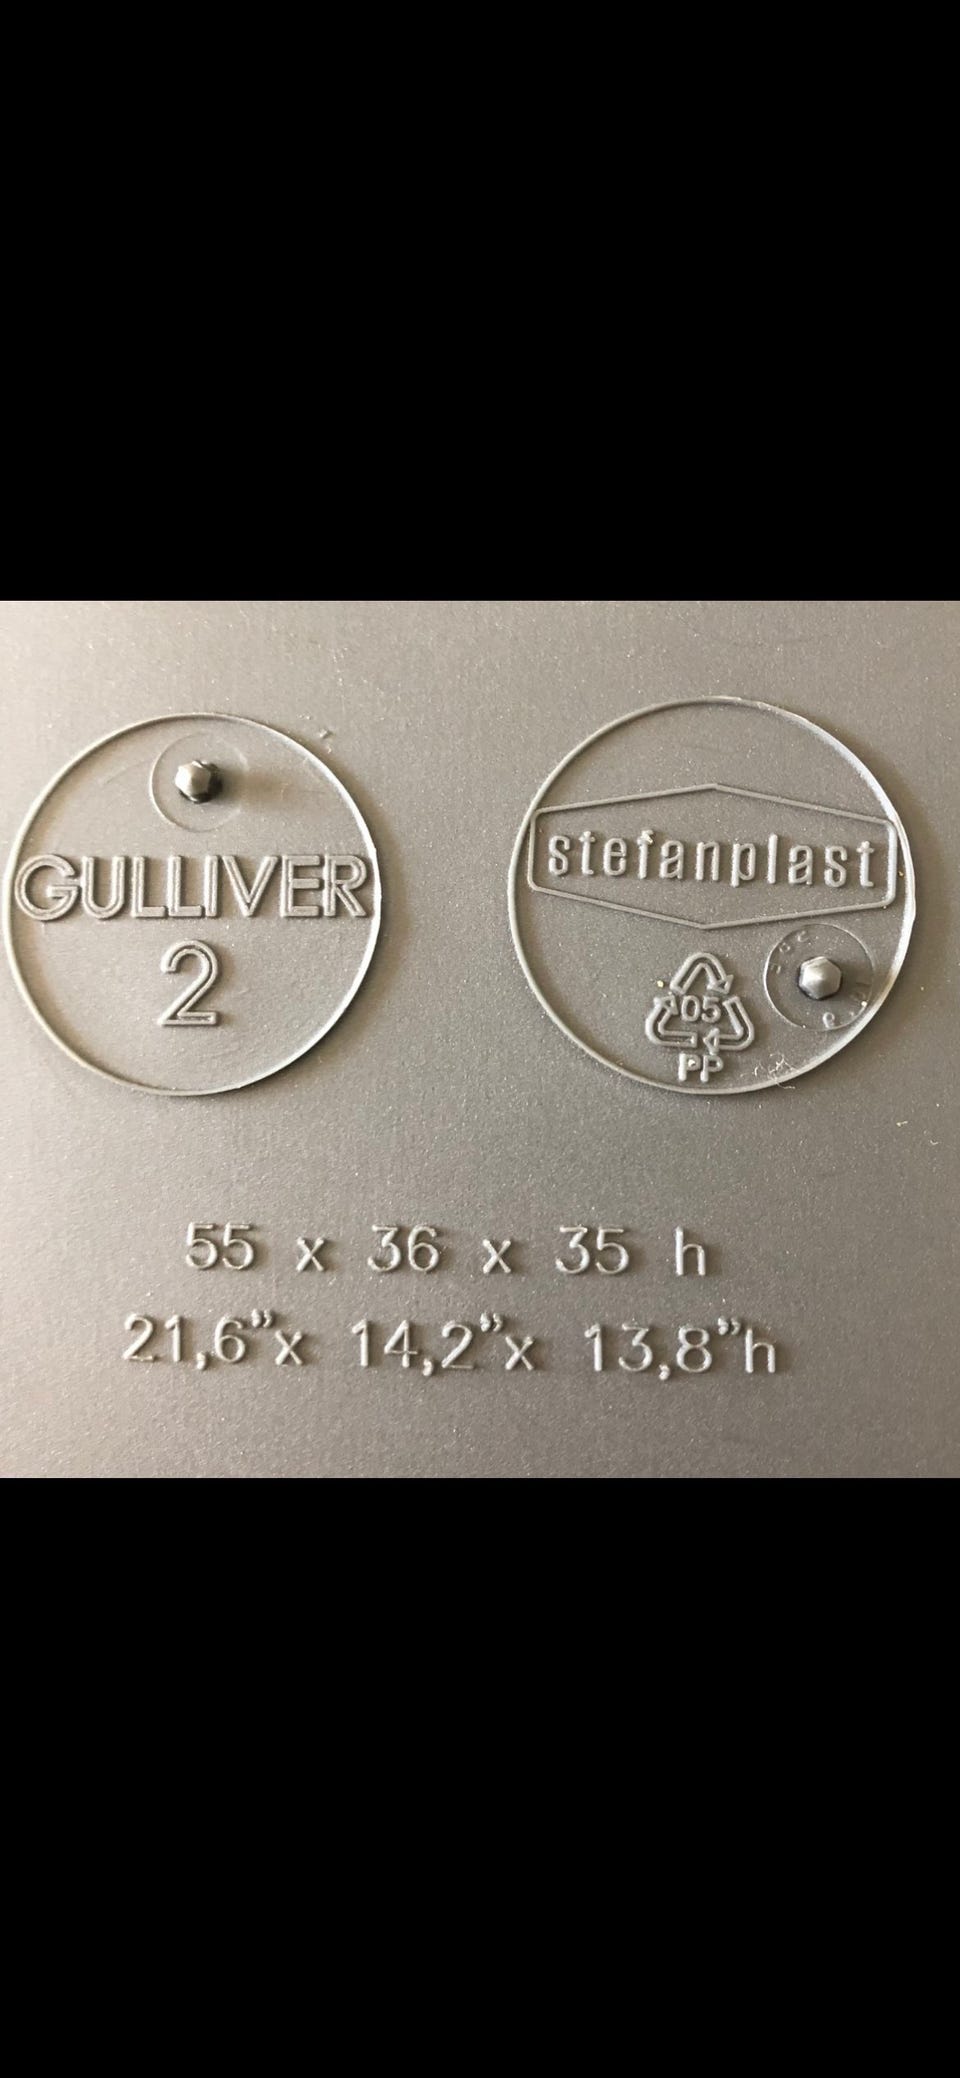 GULLIVER
2
stefanplast
05
PP
55 x 36 x 35 h
21,6”x 14,2”x 13,8”h